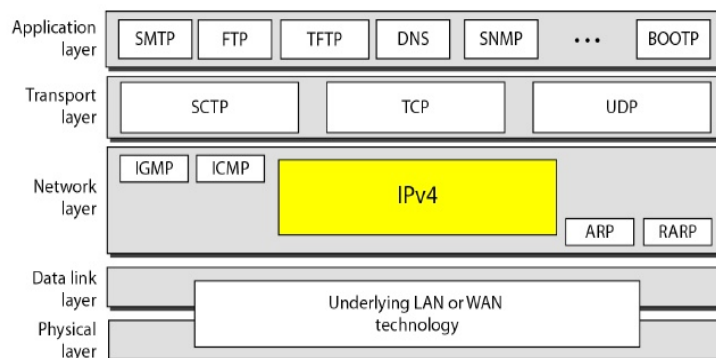 Application layer
SMTP FTP TFTP DNS SNMP ... BOOTP
Transport layer
SCTP TCP UDP
Network layer
IGMP ICMP
IPv4
ARP RARP
Data link layer
Underlying LAN or WAN
technology
Physical layer